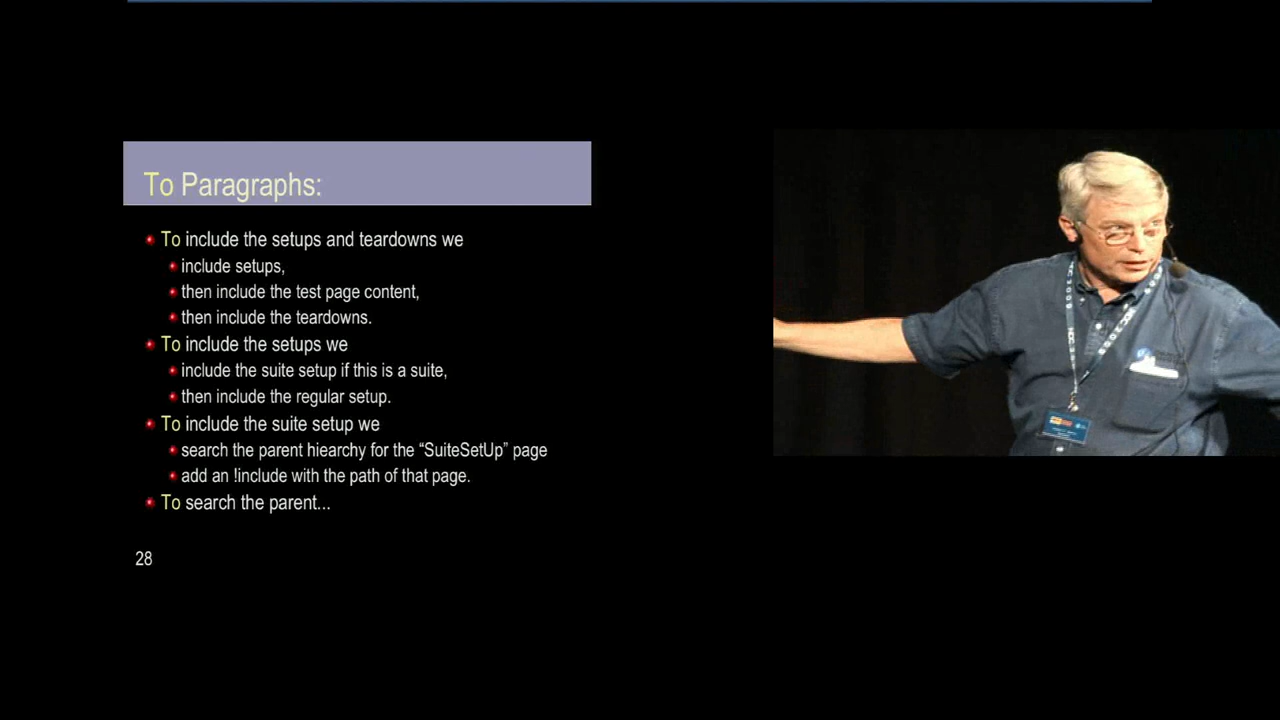 To Paragraphs:
To include the setups and teardowns we
include setups,
then include the test page content,
then include the teardowns.
To include the setups we
include the suite setup if this is a suite,
then include the regular setup.
To include the suite setup we
search the parent hiearchy for the “SuiteSetUp” page
add an !include with the path of that page.
To search the parent...
28